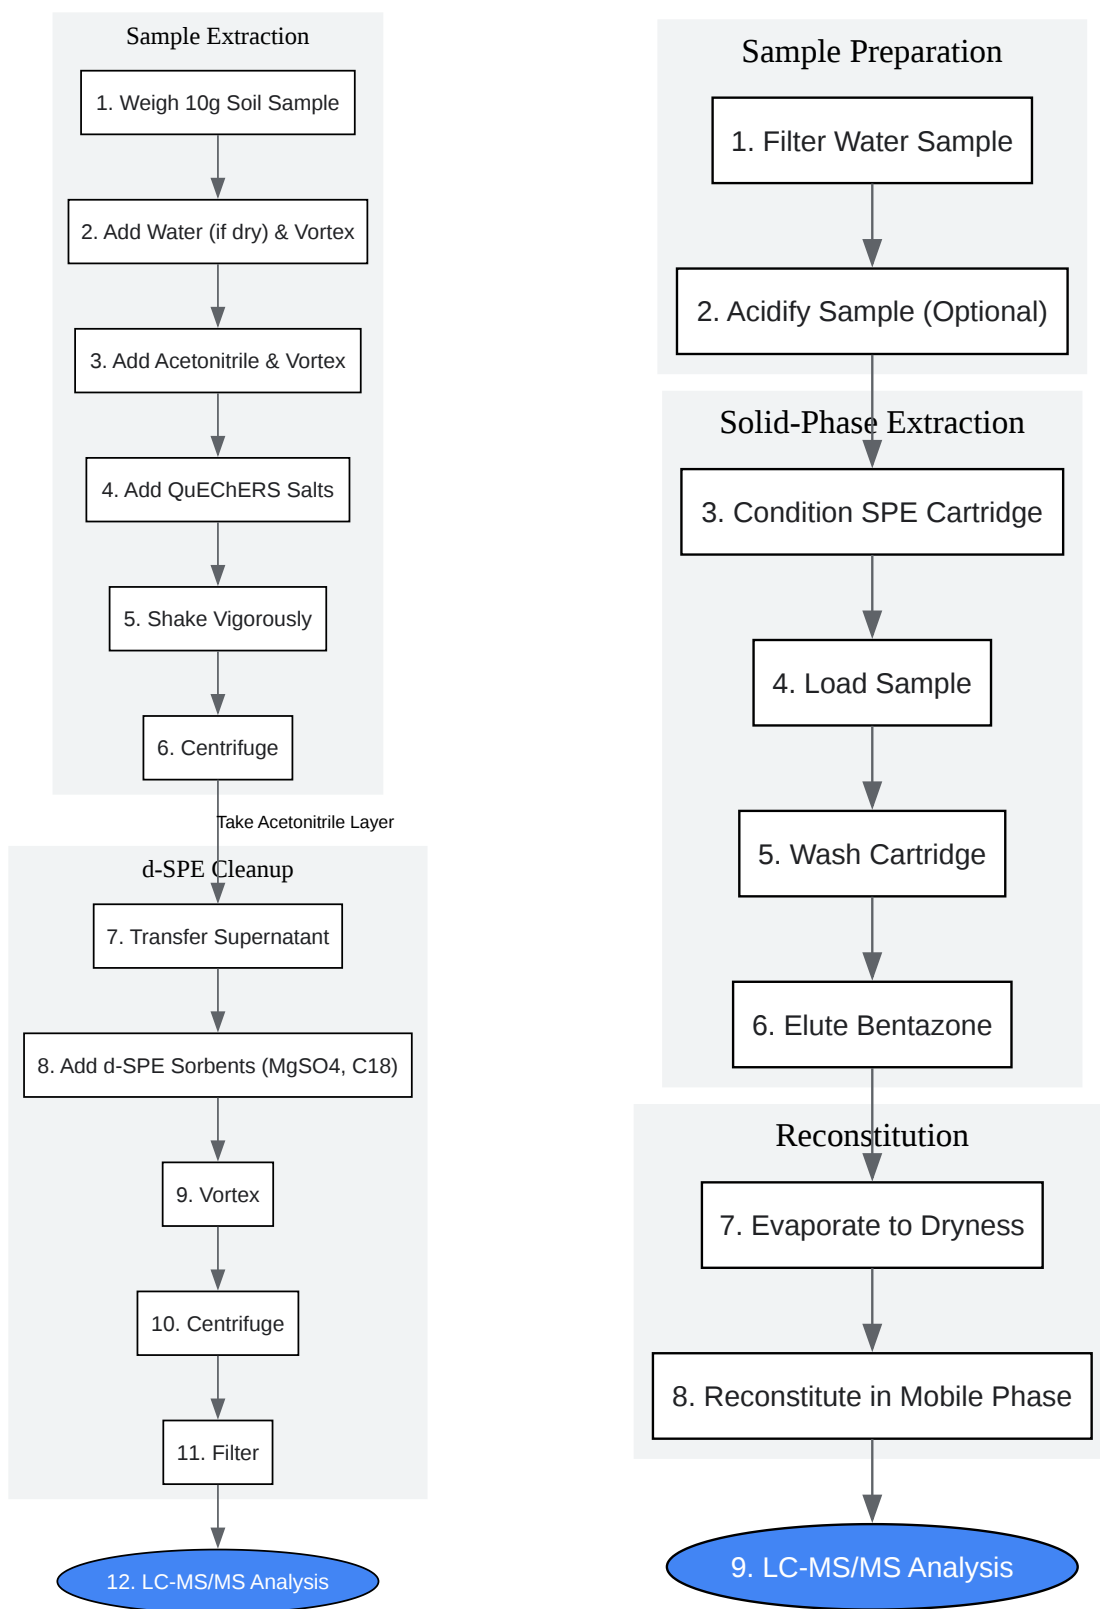 Sample Extraction
1. Weigh 10g Soil Sample
2. Add Water (if dry) & Vortex
3. Add Acetonitrile & Vortex
4. Add QuEChERS Salts
5. Shake Vigorously
6. Centrifuge
Take Acetonitrile Layer
d-SPE Cleanup
7. Transfer Supernatant
8. Add d-SPE Sorbents (MgSO4, C18)
9. Vortex
10. Centrifuge
11. Filter
12. LC-MS/MS Analysis
Sample Preparation
1. Filter Water Sample
2. Acidify Sample (Optional)
Solid-Phase Extraction
3. Condition SPE Cartridge
4. Load Sample
5. Wash Cartridge
6. Elute Bentazone
Reconstitution
7. Evaporate to Dryness
8. Reconstitute in Mobile Phase
9. LC-MS/MS Analysis